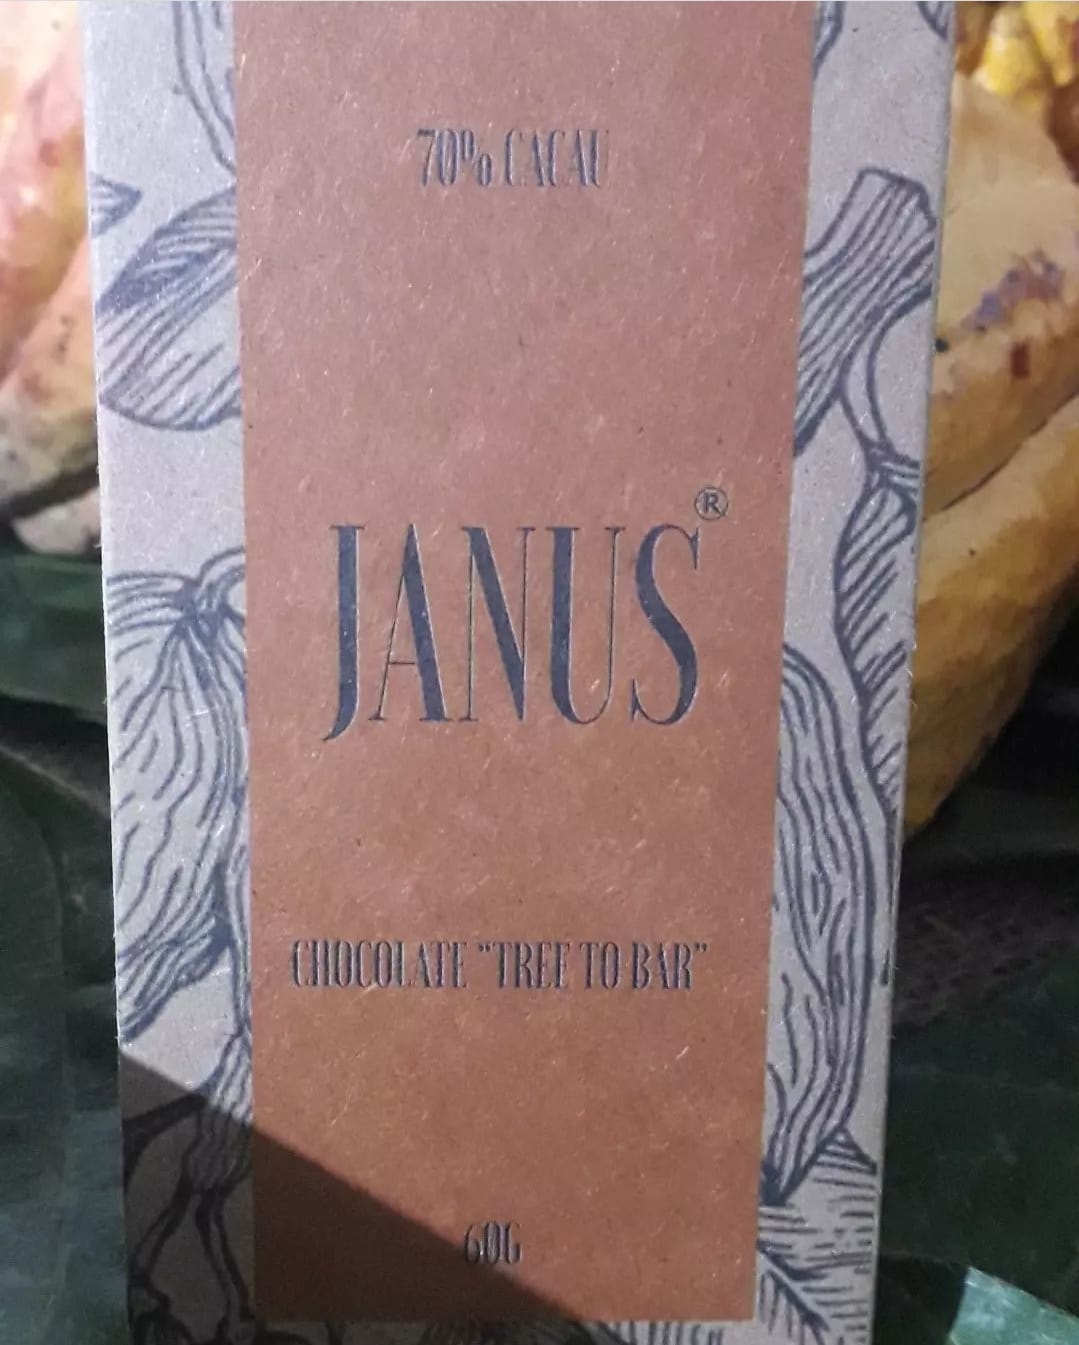 70% CACAU
JANUS®
CHOCOLATE "TREE TO BAR"
60G